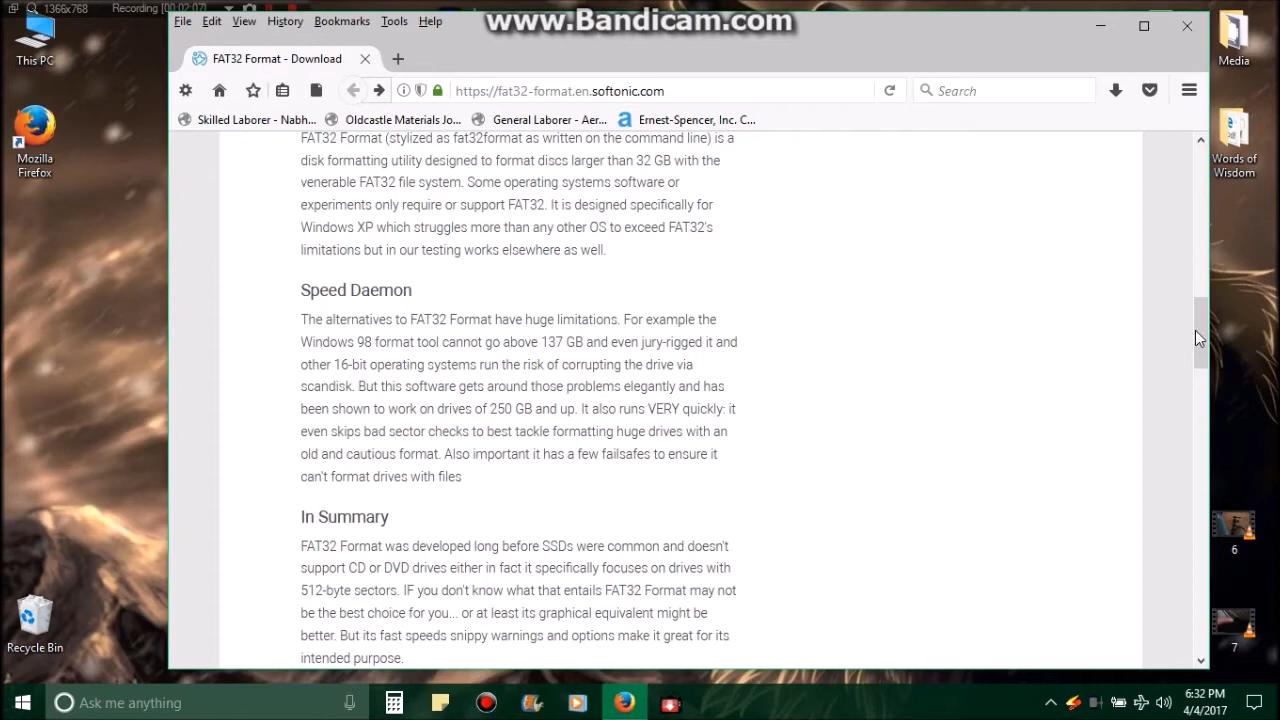 1366x768 Recording [00:02:07]
www.Bandicam.com
File Edit View History Bookmarks Tools Help
FAT32 Format - Download
https://fat32-format.en.softonic.com
Search
Skilled Laborer - Nabh... Oldcastle Materials Jo... General Laborer - Aer... Ernest-Spencer, Inc. C...
FAT32 Format (stylized as fat32format as written on the command line) is a
disk formatting utility designed to format discs larger than 32 GB with the
venerable FAT32 file system. Some operating systems software or
experiments only require or support FAT32. It is designed specifically for
Windows XP which struggles more than any other OS to exceed FAT32's
limitations but in our testing works elsewhere as well.
Speed Daemon
The alternatives to FAT32 Format have huge limitations. For example the
Windows 98 format tool cannot go above 137 GB and even jury-rigged it and
other 16-bit operating systems run the risk of corrupting the drive via
scandisk. But this software gets around those problems elegantly and has
been shown to work on drives of 250 GB and up. It also runs VERY quickly: it
even skips bad sector checks to best tackle formatting huge drives with an
old and cautious format. Also important it has a few failsafes to ensure it
can't format drives with files
In Summary
FAT32 Format was developed long before SSDs were common and doesn't
support CD or DVD drives either in fact it specifically focuses on drives with
512-byte sectors. IF you don't know what that entails FAT32 Format may not
be the best choice for you... or at least its graphical equivalent might be
better. But its fast speeds snippy warnings and options make it great for its
intended purpose.
This PC
Mozilla
Firefox
Recycle Bin
Media
Words of
Wisdom
6
7
Ask me anything
6:32 PM
4/4/2017